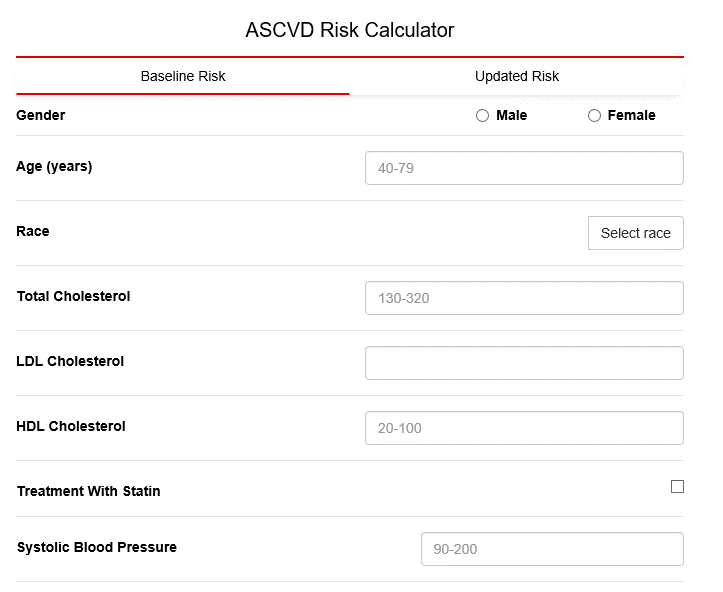 ASCVD Risk Calculator
Baseline Risk Updated Risk
Gender Male Female
Age (years) 40-79
Race Select race
Total Cholesterol 130-320
LDL Cholesterol
HDL Cholesterol 20-100
Treatment With Statin
Systolic Blood Pressure 90-200